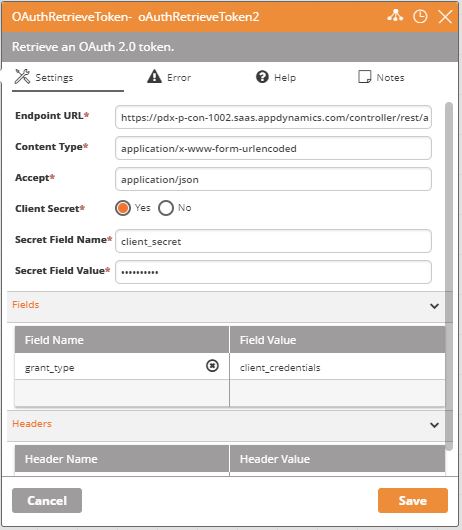 OAuthRetrieveToken- oAuthRetrieveToken2
Retrieve an OAuth 2.0 token.
Settings Error Help Notes
Endpoint URL* https://pdx-p-con-1002.saas.appdynamics.com/controller/rest/a
Content Type* application/x-www-form-urlencoded
Accept* application/json
Client Secret* Yes No
Secret Field Name* client_secret
Secret Field Value* ••••••••••
Fields
Field Name Field Value
grant_type client_credentials
Headers
Header Name Header Value
Cancel Save